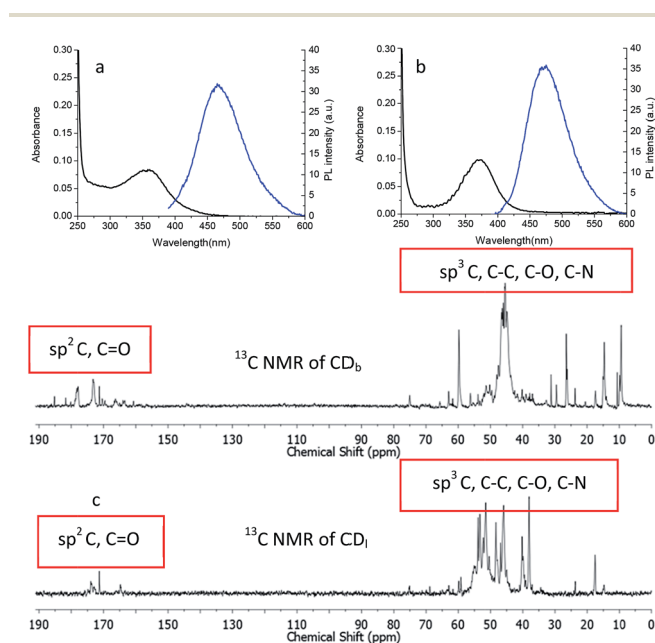 a
0.30
0.25
0.20
0.15
0.10
0.05
0.00
Absorbance
40
35
30
25
20
15
10
5
0
PL intensity (a.u.)
250 300 350 400 450 500 550 600
Wavelength(nm)
b
0.30
0.25
0.20
0.15
0.10
0.05
0.00
Absorbance
40
35
30
25
20
15
10
5
0
PL intensity (a.u.)
250 300 350 400 450 500 550 600
Wavelength(nm)
sp³ C, C-C, C-O, C-N
sp² C, C=O
¹³C NMR of CD_b
190 170 150 130 110 90 80 70 60 50 40 30 20 10 0
Chemical Shift (ppm)
c
sp³ C, C-C, C-O, C-N
sp² C, C=O
¹³C NMR of CD_l
190 170 150 130 110 90 80 70 60 50 40 30 20 10 0
Chemical Shift (ppm)